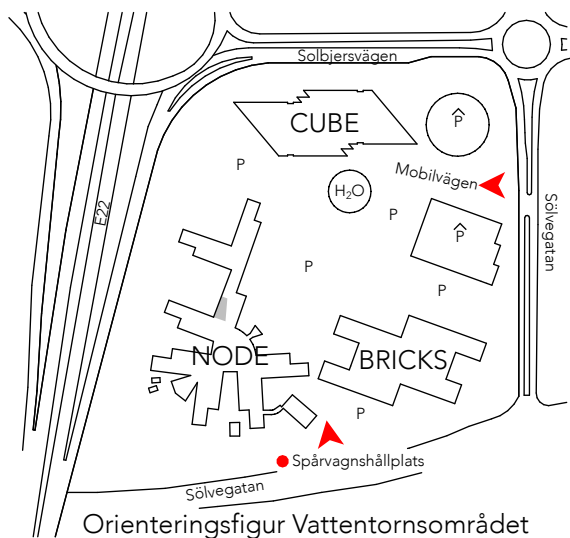 Solbjersvägen
CUBE
P̂
P
H₂O
Mobilvägen
P
E22
Sölvegatan
P̂
P
P
NODE
BRICKS
P
Spårvagnshållplats
Sölvegatan
Orienteringsfigur Vattentornsområdet